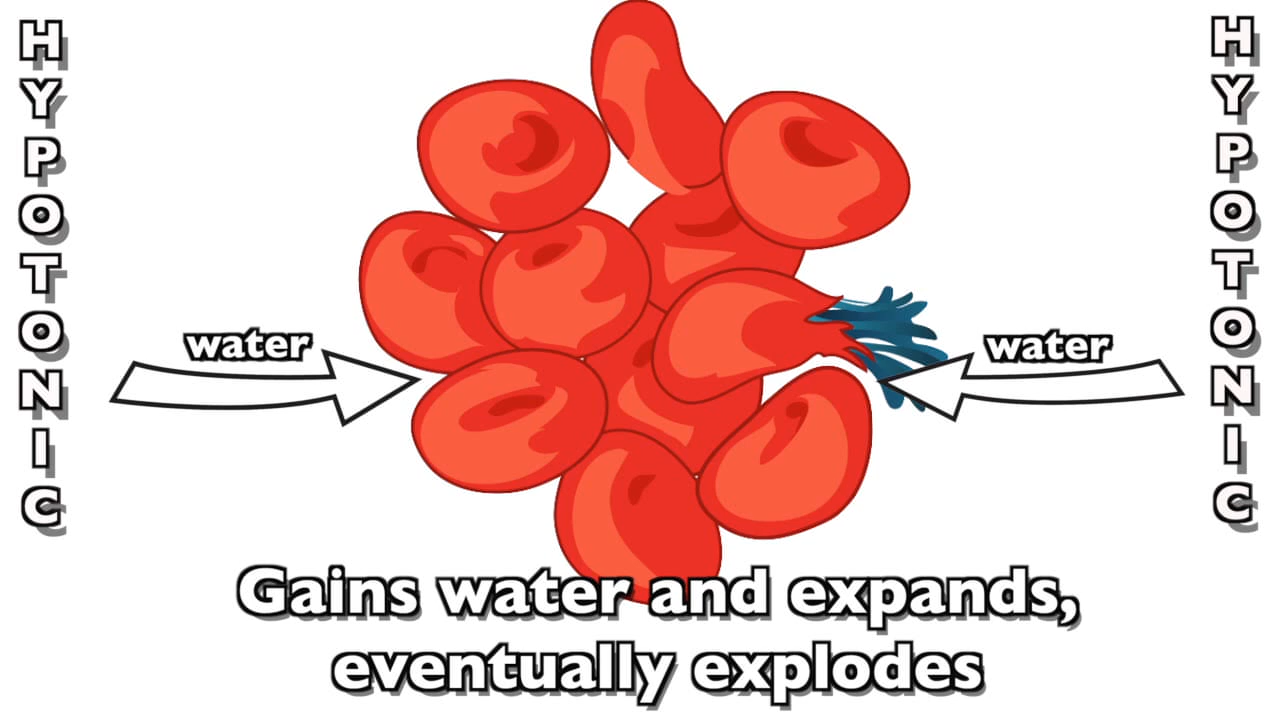 HYPOTONIC
HYPOTONIC
water
water
Gains water and expands,
eventually explodes